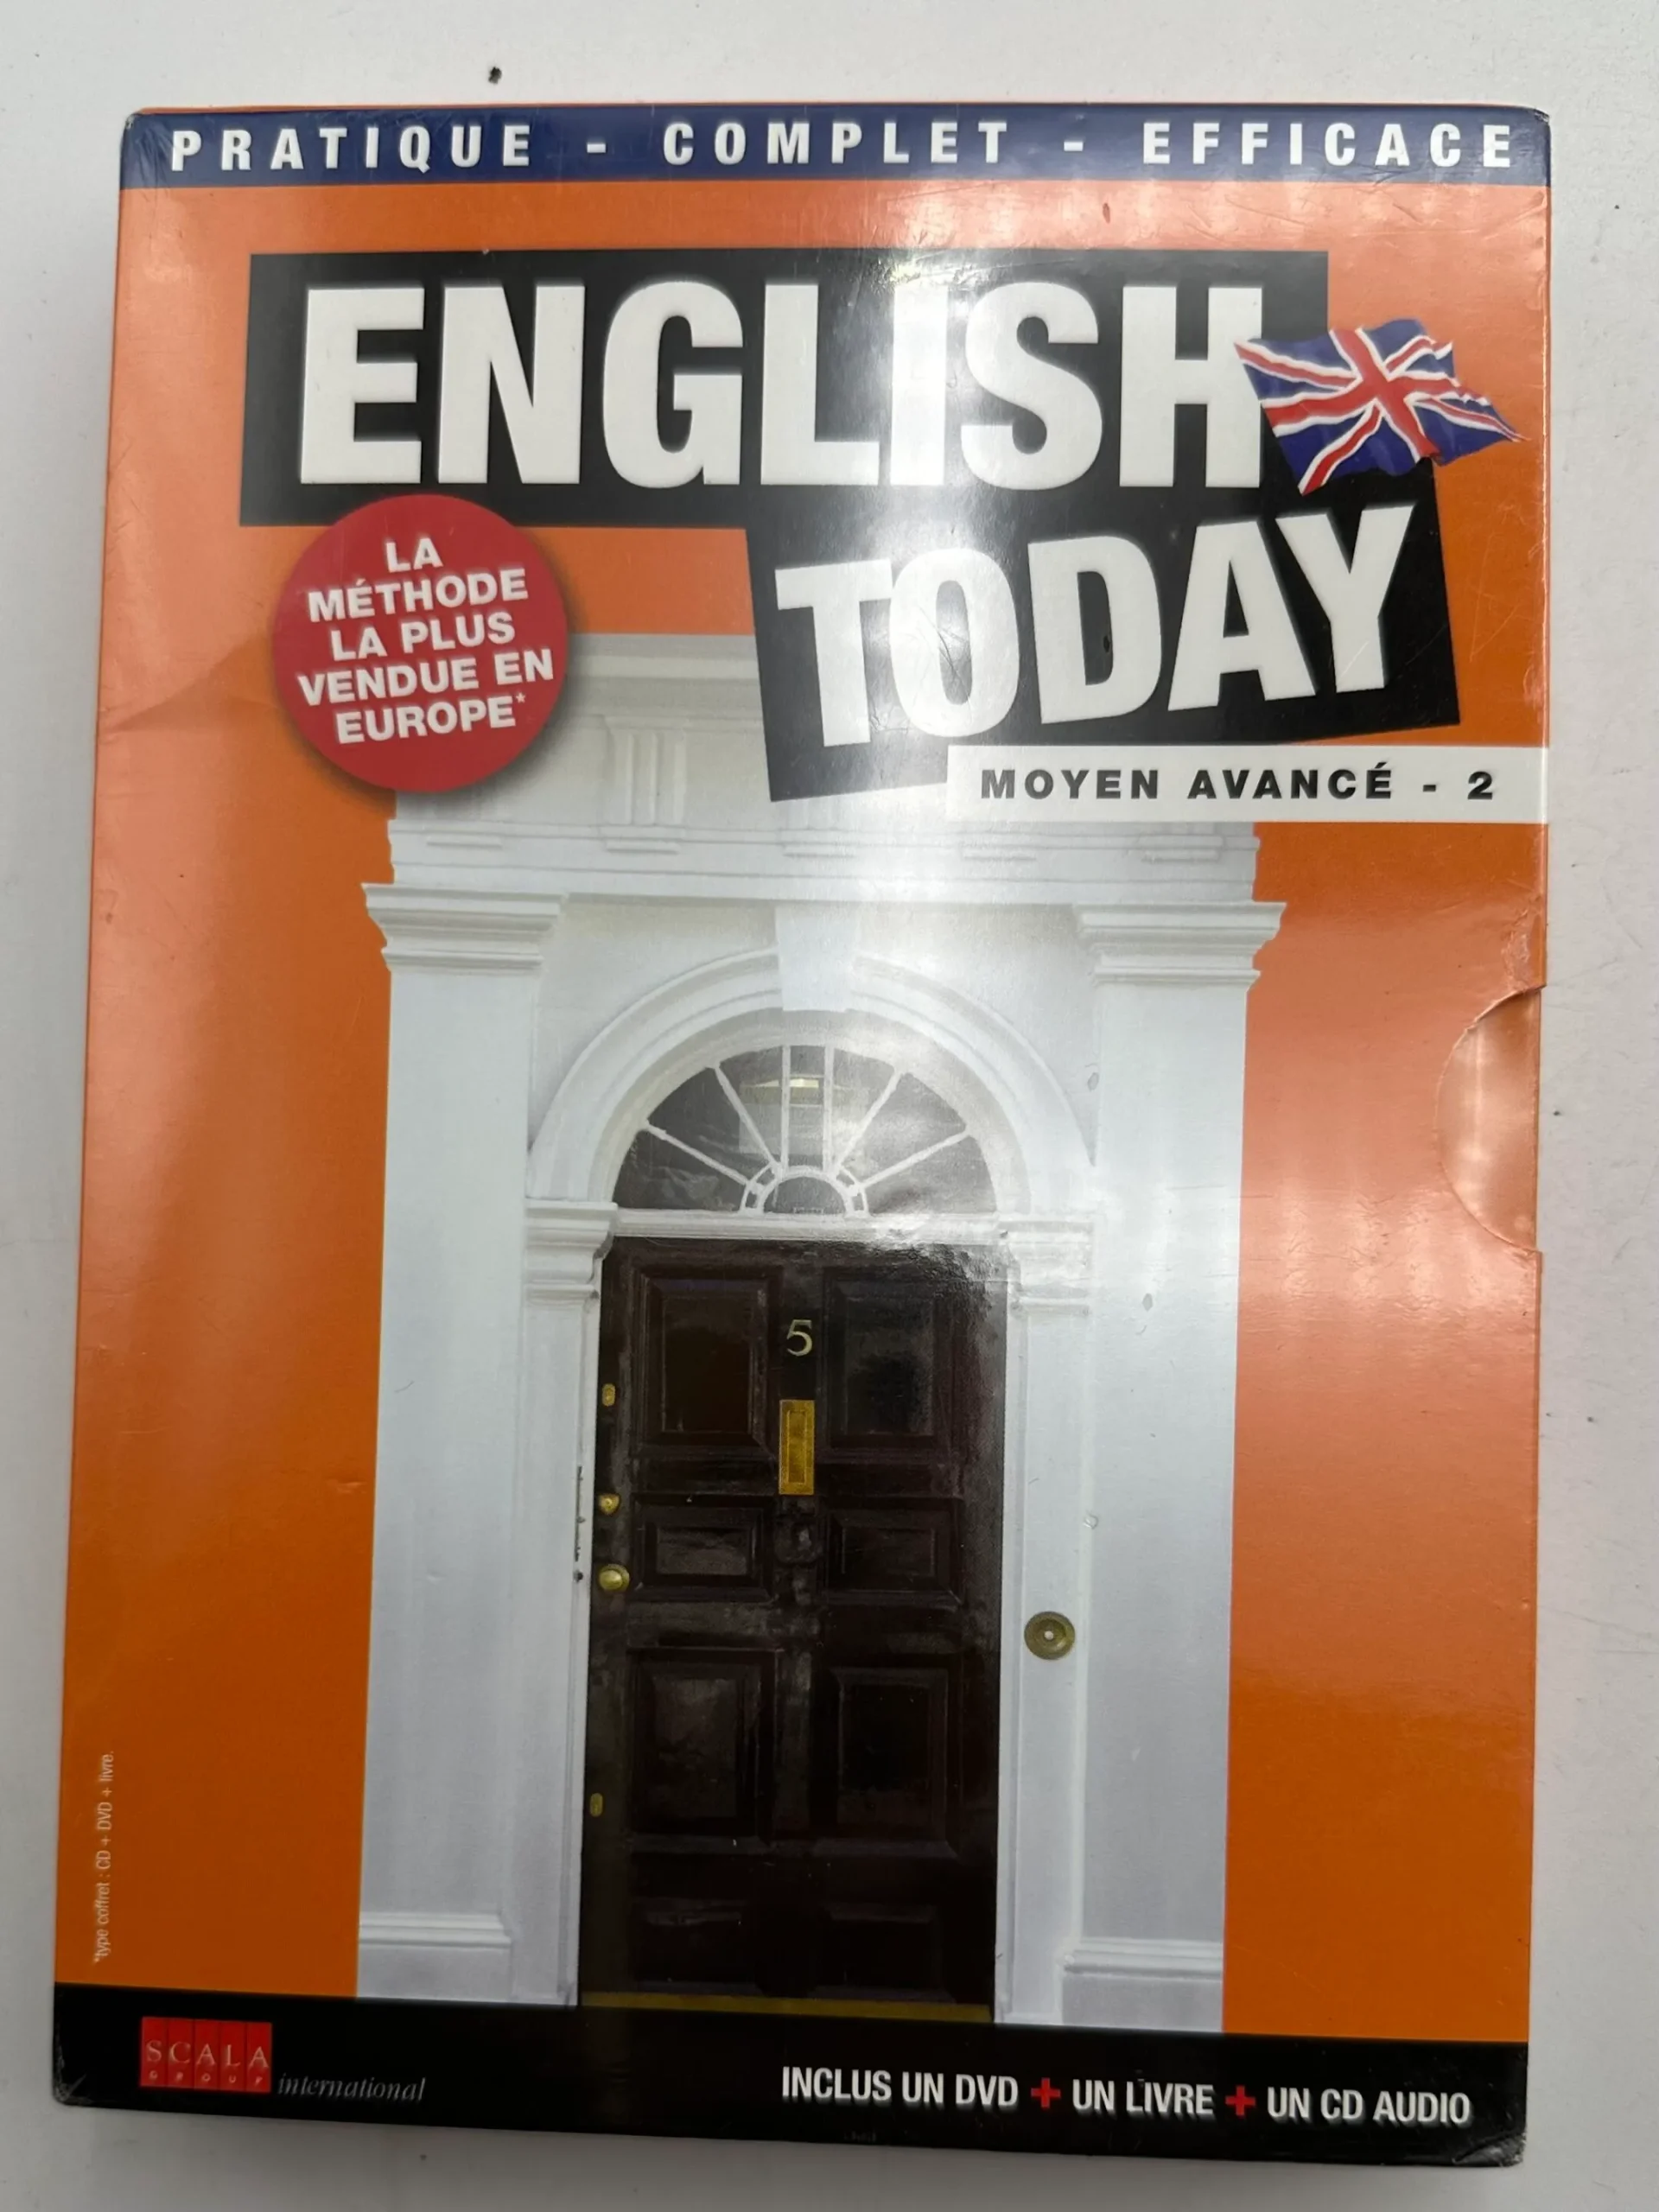 PRATIQUE - COMPLET - EFFICACE
ENGLISH
TODAY
LA
MÉTHODE
LA PLUS
VENDUE EN
EUROPE*
MOYEN AVANCÉ - 2
5
*type coffret : CD + DVD + livre.
SCALA
GROUP
international
INCLUS UN DVD + UN LIVRE + UN CD AUDIO